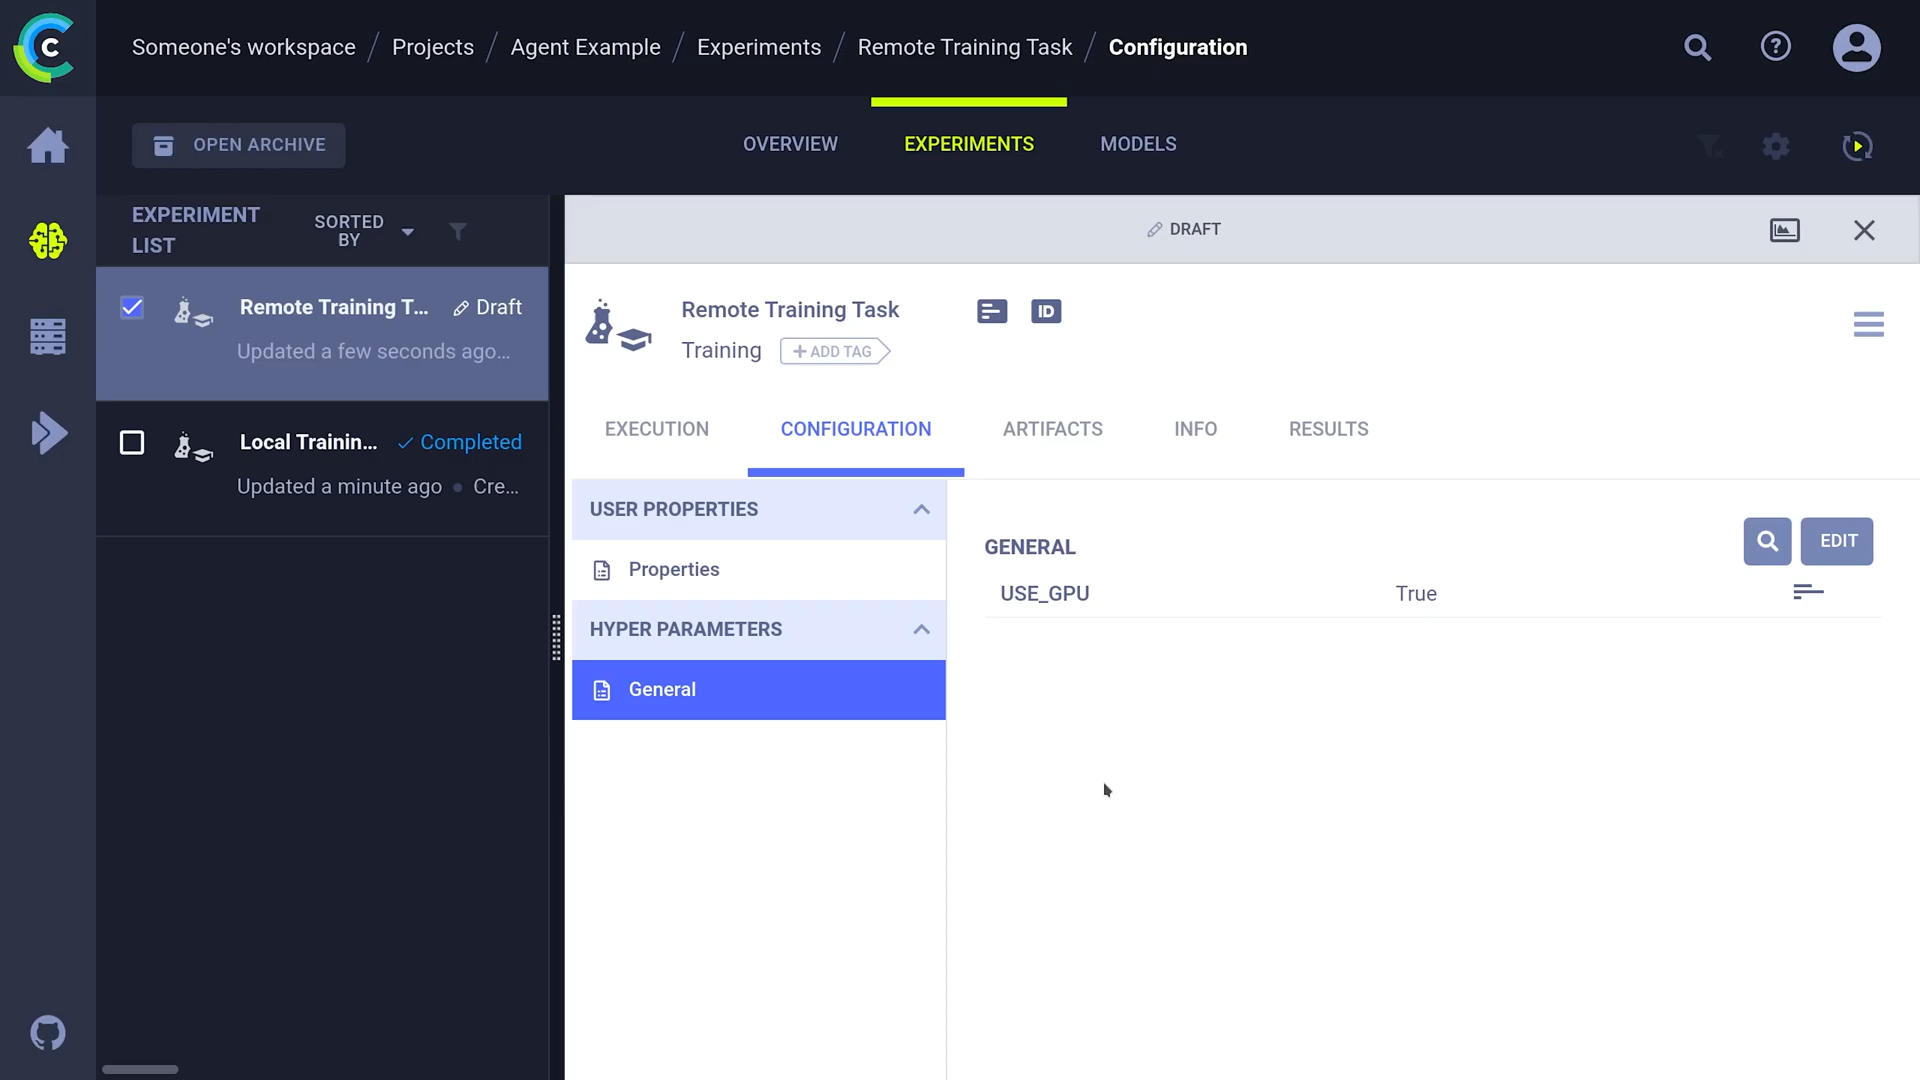 Someone's workspace / Projects / Agent Example / Experiments / Remote Training Task / Configuration
OPEN ARCHIVE
OVERVIEW
EXPERIMENTS
MODELS
EXPERIMENT
LIST
SORTED
BY
DRAFT
Remote Training T... Draft
Updated a few seconds ago...
Local Trainin... Completed
Updated a minute ago • Cre...
Remote Training Task
ID
Training
+ ADD TAG
EXECUTION
CONFIGURATION
ARTIFACTS
INFO
RESULTS
USER PROPERTIES
Properties
HYPER PARAMETERS
General
GENERAL
EDIT
USE_GPU True